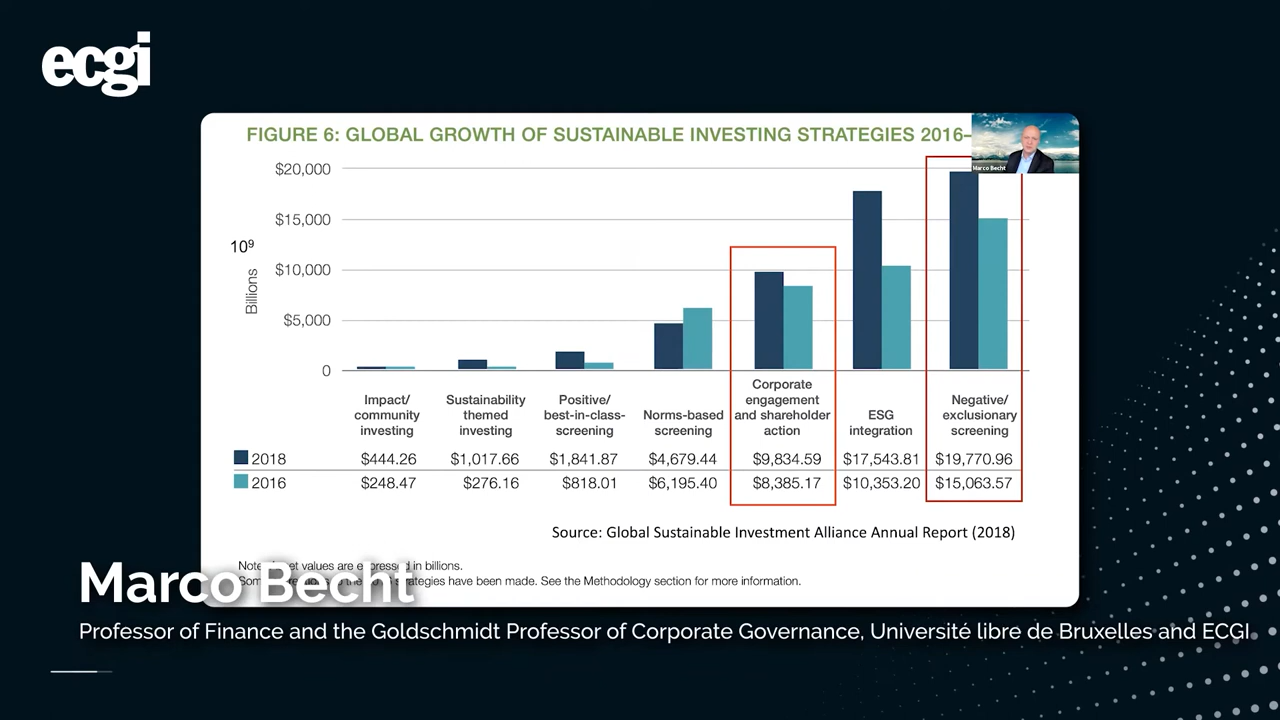 ecgi
FIGURE 6: GLOBAL GROWTH OF SUSTAINABLE INVESTING STRATEGIES 2016–
Marco Becht
$20,000
$15,000
10⁹
$10,000
Billions
$5,000
0
Impact/
community
investing
Sustainability
themed
investing
Positive/
best-in-class-
screening
Norms-based
screening
Corporate
engagement
and shareholder
action
ESG
integration
Negative/
exclusionary
screening
2018 $444.26 $1,017.66 $1,841.87 $4,679.44 $9,834.59 $17,543.81 $19,770.96
2016 $248.47 $276.16 $818.01 $6,195.40 $8,385.17 $10,353.20 $15,063.57
Source: Global Sustainable Investment Alliance Annual Report (2018)
values are expressed in billions.
strategies have been made. See the Methodology section for more information.
Marco Becht
Professor of Finance and the Goldschmidt Professor of Corporate Governance, Université libre de Bruxelles and ECGI